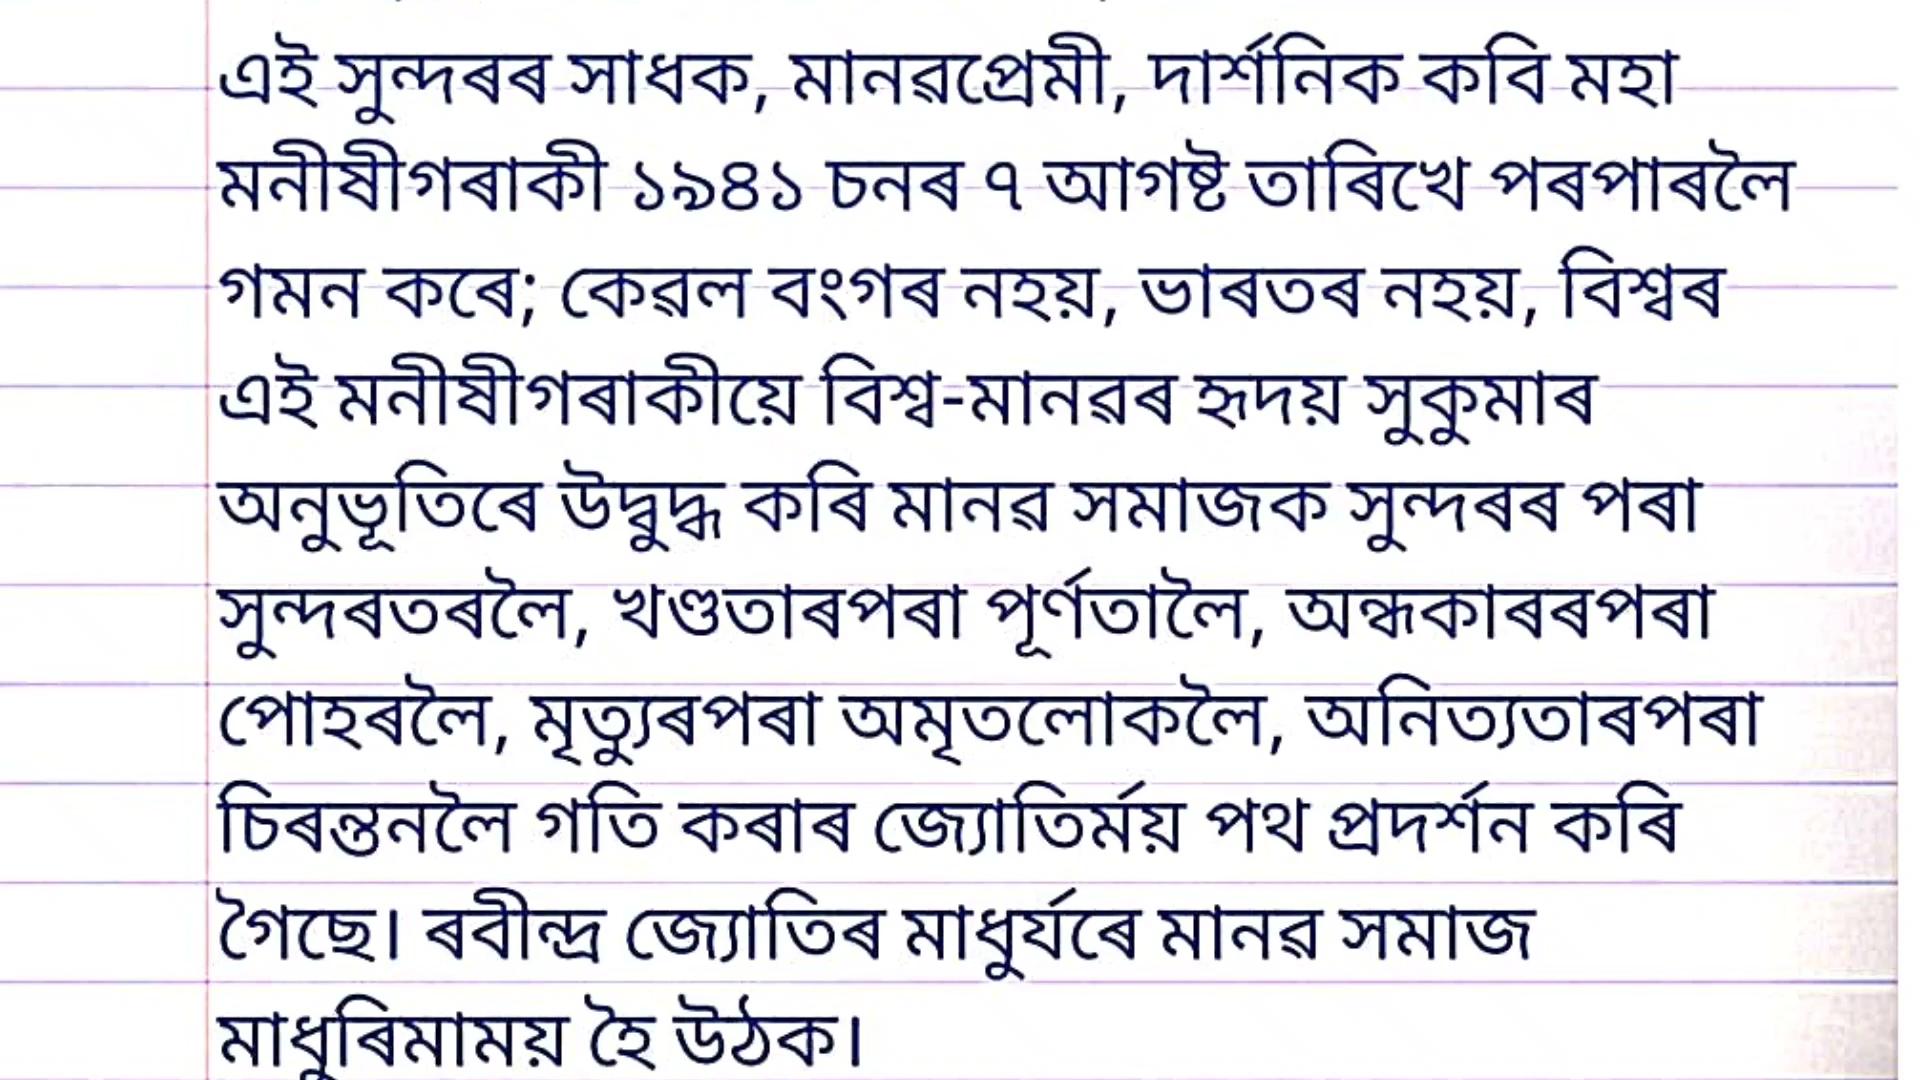 এই সুন্দৰৰ সাধক, মানৱপ্ৰেমী, দাৰ্শনিক কবি মহা
মনীষীগৰাকী ১৯৪১ চনৰ ৭ আগষ্ট তাৰিখে পৰপাৰলৈ
গমন কৰে; কেৱল বংগৰ নহয়, ভাৰতৰ নহয়, বিশ্বৰ
এই মনীষীগৰাকীয়ে বিশ্ব-মানৱৰ হৃদয় সুকুমাৰ
অনুভূতিৰে উদ্বুদ্ধ কৰি মানৱ সমাজক সুন্দৰৰ পৰা
সুন্দৰতৰলৈ, খণ্ডতাৰপৰা পূৰ্ণতালৈ, অন্ধকাৰৰপৰা
পোহৰলৈ, মৃত্যুৰপৰা অমৃতলোকলৈ, অনিত্যতাৰপৰা
চিৰন্তনলৈ গতি কৰাৰ জ্যোতিৰ্ময় পথ প্ৰদৰ্শন কৰি
গৈছে। ৰবীন্দ্ৰ জ্যোতিৰ মাধুৰ্যৰে মানৱ সমাজ
মাধুৰিমাময় হৈ উঠক।